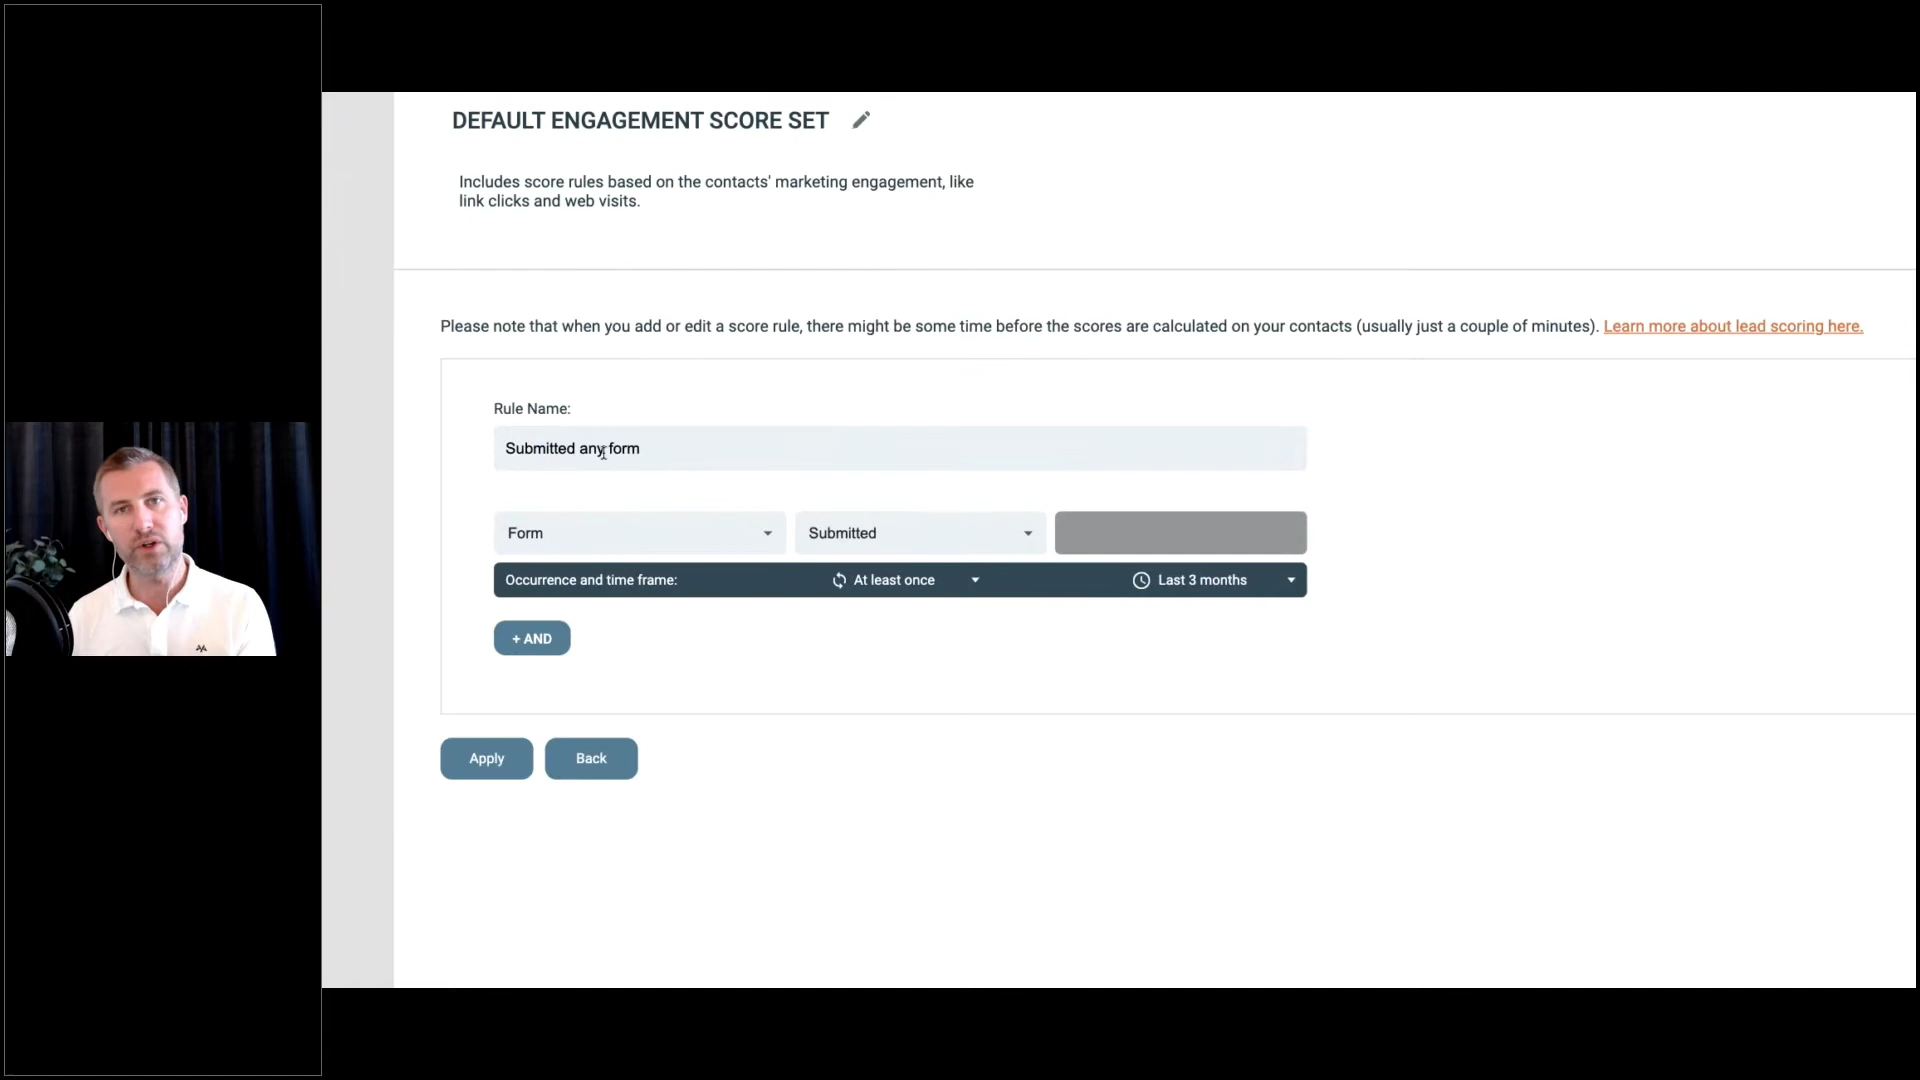 DEFAULT ENGAGEMENT SCORE SET
Includes score rules based on the contacts' marketing engagement, like
link clicks and web visits.
Please note that when you add or edit a score rule, there might be some time before the scores are calculated on your contacts (usually just a couple of minutes). Learn more about lead scoring here.
Rule Name:
Submitted any form
Form Submitted
Occurrence and time frame: At least once Last 3 months
+ AND
Apply Back